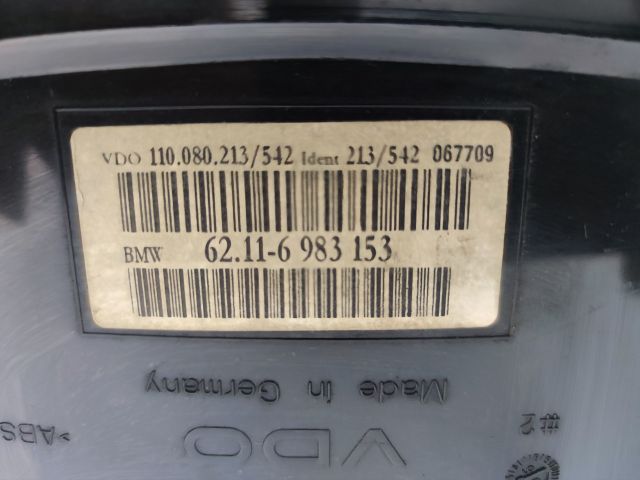 VDO 110.080.213/542 Ident 213/542 067709
BMW 62.11-6 983 153
Made in Germany
VDO
#2
>ABS